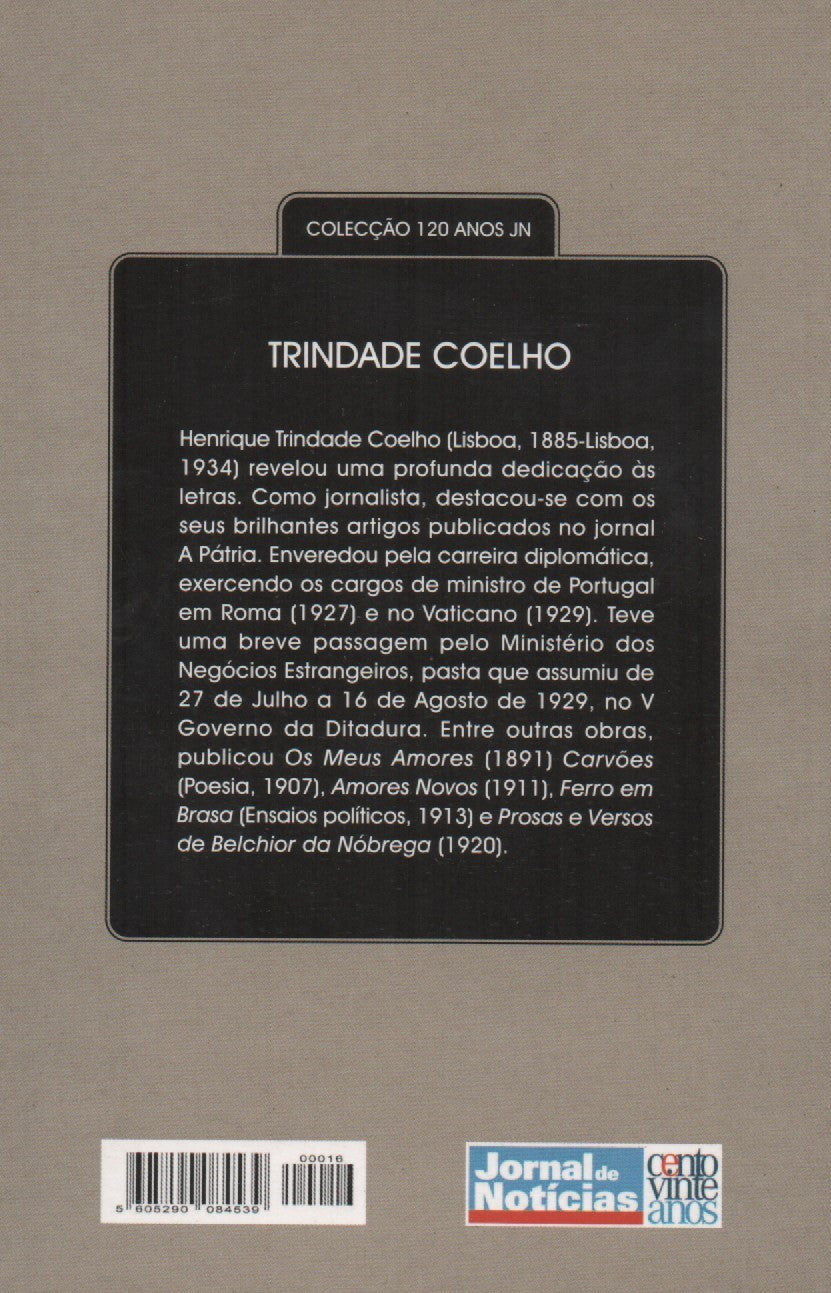 COLECÇÃO 120 ANOS JN
TRINDADE COELHO
Henrique Trindade Coelho (Lisboa, 1885-Lisboa,
1934) revelou uma profunda dedicação às
letras. Como jornalista, destacou-se com os
seus brilhantes artigos publicados no jornal
A Pátria. Enveredou pela carreira diplomática,
exercendo os cargos de ministro de Portugal
em Roma (1927) e no Vaticano (1929). Teve
uma breve passagem pelo Ministério dos
Negócios Estrangeiros, pasta que assumiu de
27 de Julho a 16 de Agosto de 1929, no V
Governo da Ditadura. Entre outras obras,
publicou Os Meus Amores (1891) Carvões
(Poesia, 1907), Amores Novos (1911), Ferro em
Brasa (Ensaios políticos, 1913) e Prosas e Versos
de Belchior da Nóbrega (1920).
00016
5 605290 084539
Jornal de
Notícias
cento
vinte
anos